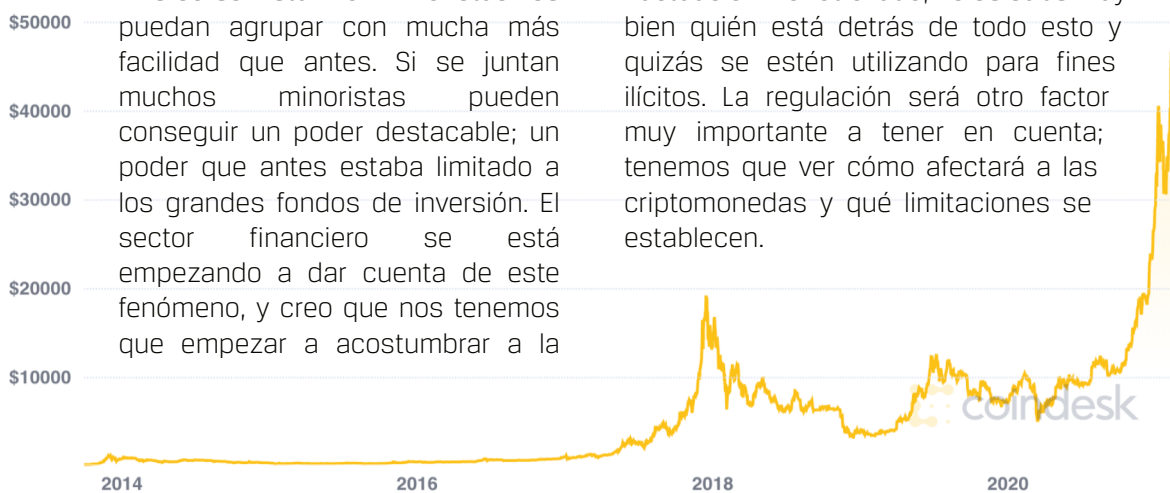 puedan agrupar con mucha más
facilidad que antes. Si se juntan
muchos minoristas pueden
conseguir un poder destacable; un
poder que antes estaba limitado a
los grandes fondos de inversión. El
sector financiero se está
empezando a dar cuenta de este
fenómeno, y creo que nos tenemos
que empezar a acostumbrar a la
bien quién está detrás de todo esto y
quizás se estén utilizando para fines
ilícitos. La regulación será otro factor
muy importante a tener en cuenta;
tenemos que ver cómo afectará a las
criptomonedas y qué limitaciones se
establecen.
$50000
$40000
$30000
$20000
$10000
coindesk
2014 2016 2018 2020